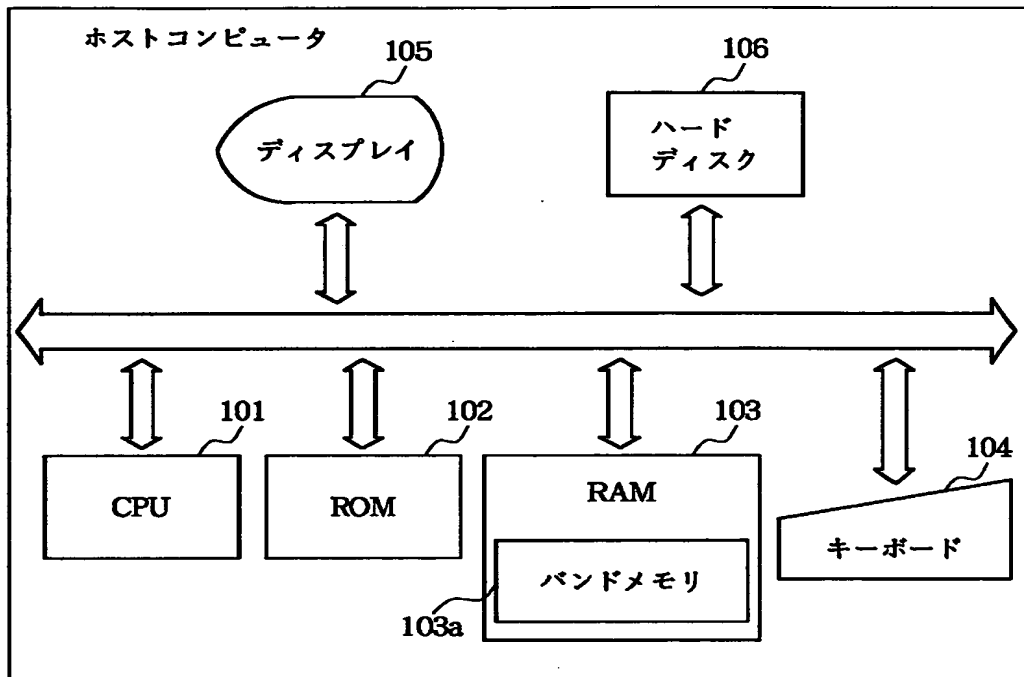 ホストコンピュータ
105
106
ディスプレイ
ハード
ディスク
101
102
103
104
CPU
ROM
RAM
キーボード
バンドメモリ
103a